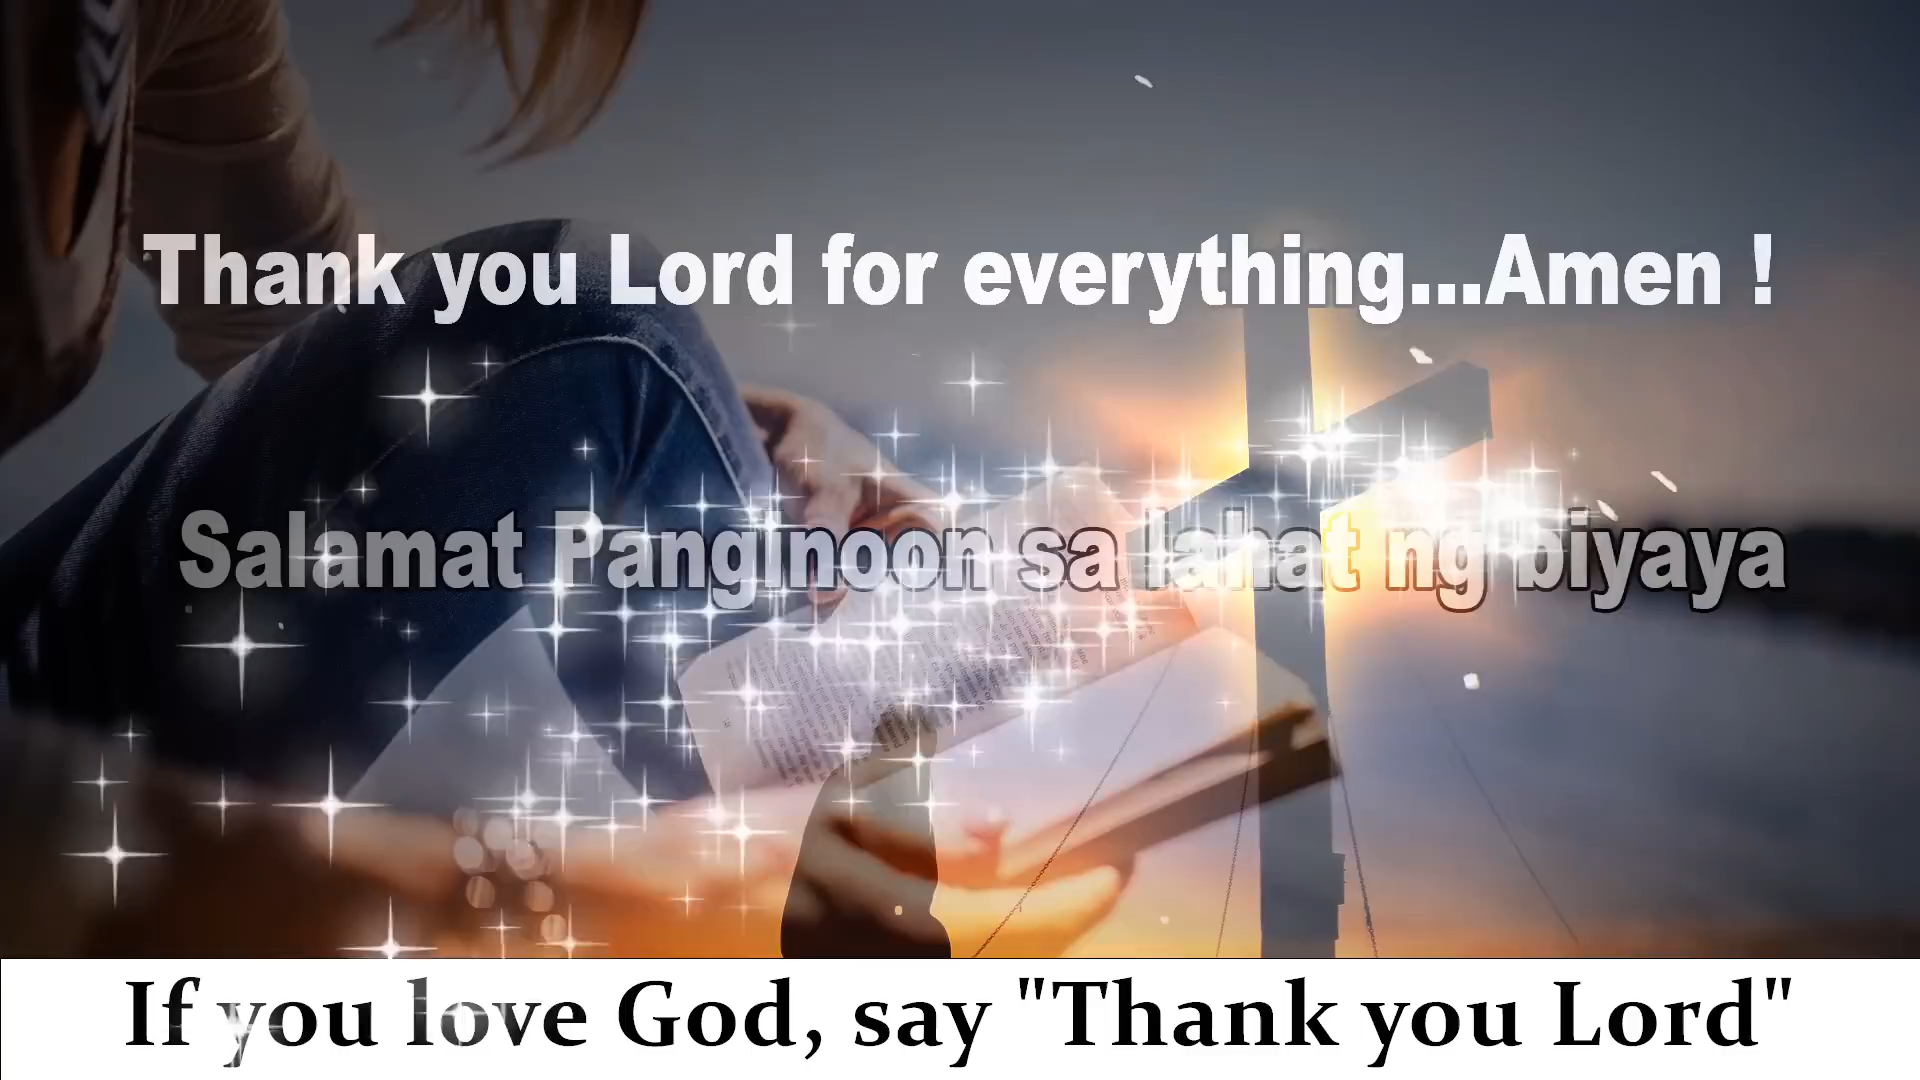 Thank you Lord for everything...Amen !
Salamat Panginoon sa lahat ng biyaya
If you love God, say "Thank you Lord"